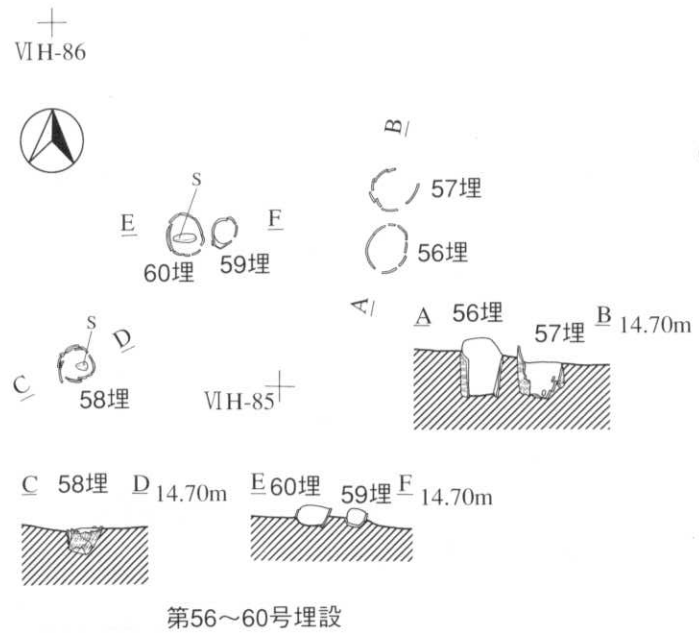 ⅥH-86
B
57埋
S
E
F
60埋
59埋
56埋
A
S
D
C
58埋
ⅥH-85
A 56埋 57埋 B 14.70m
C 58埋 D 14.70m
E 60埋 59埋 F 14.70m
第56～60号埋設